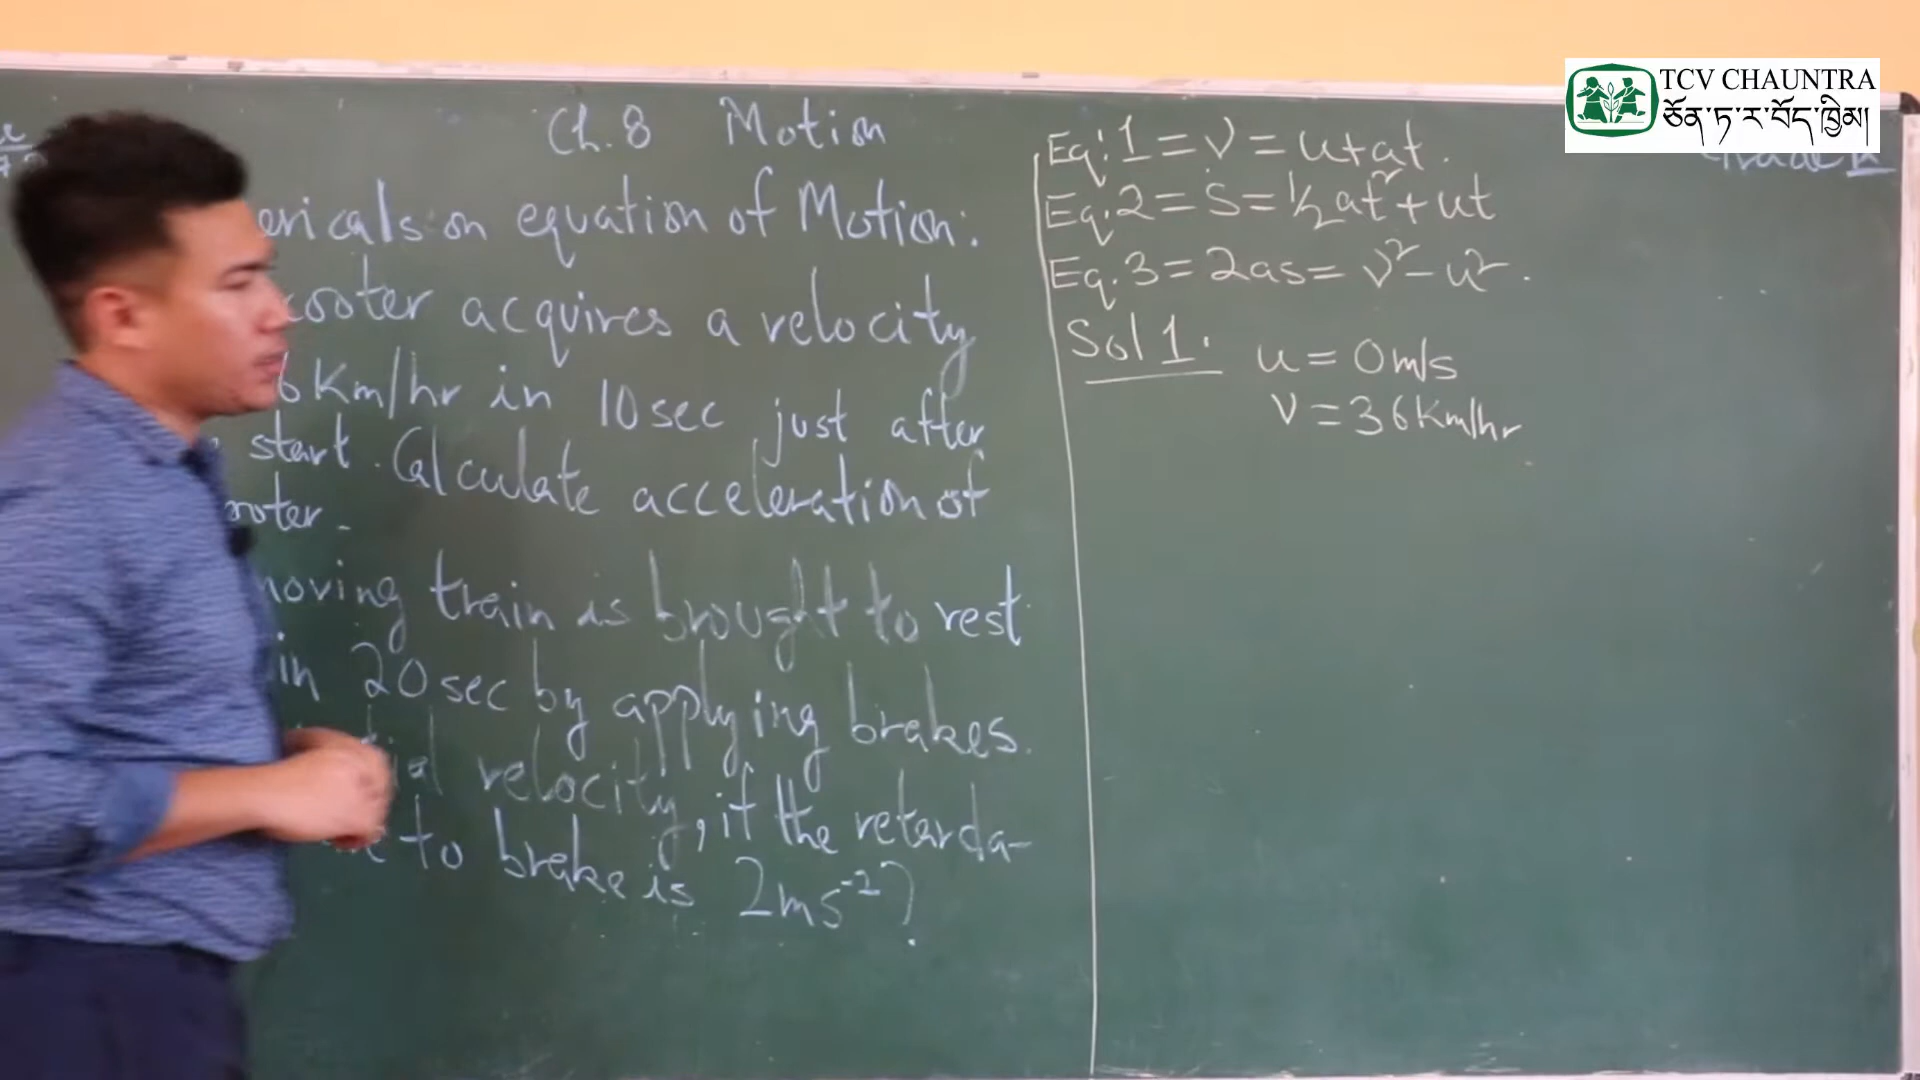 Ch.8 Motion
ericals on equation of Motion:
cooter acquires a velocity
6 Km/hr in 10 sec just after
start. Calculate acceleration of
ooter.
moving train is brought to rest
in 20 sec by applying brakes.
velocity, if the retarda-
to brake is 2ms⁻²?
Eq:1 = v = u+at.
Eq:2 = S = ½at² + ut
Eq.3 = 2as = v² - u².
Sol 1. u = 0 m/s
v = 36 Km/hr
TCV CHAUNTRA
ཅོན་ཏ་ར་བོད་ཁྱིམ།